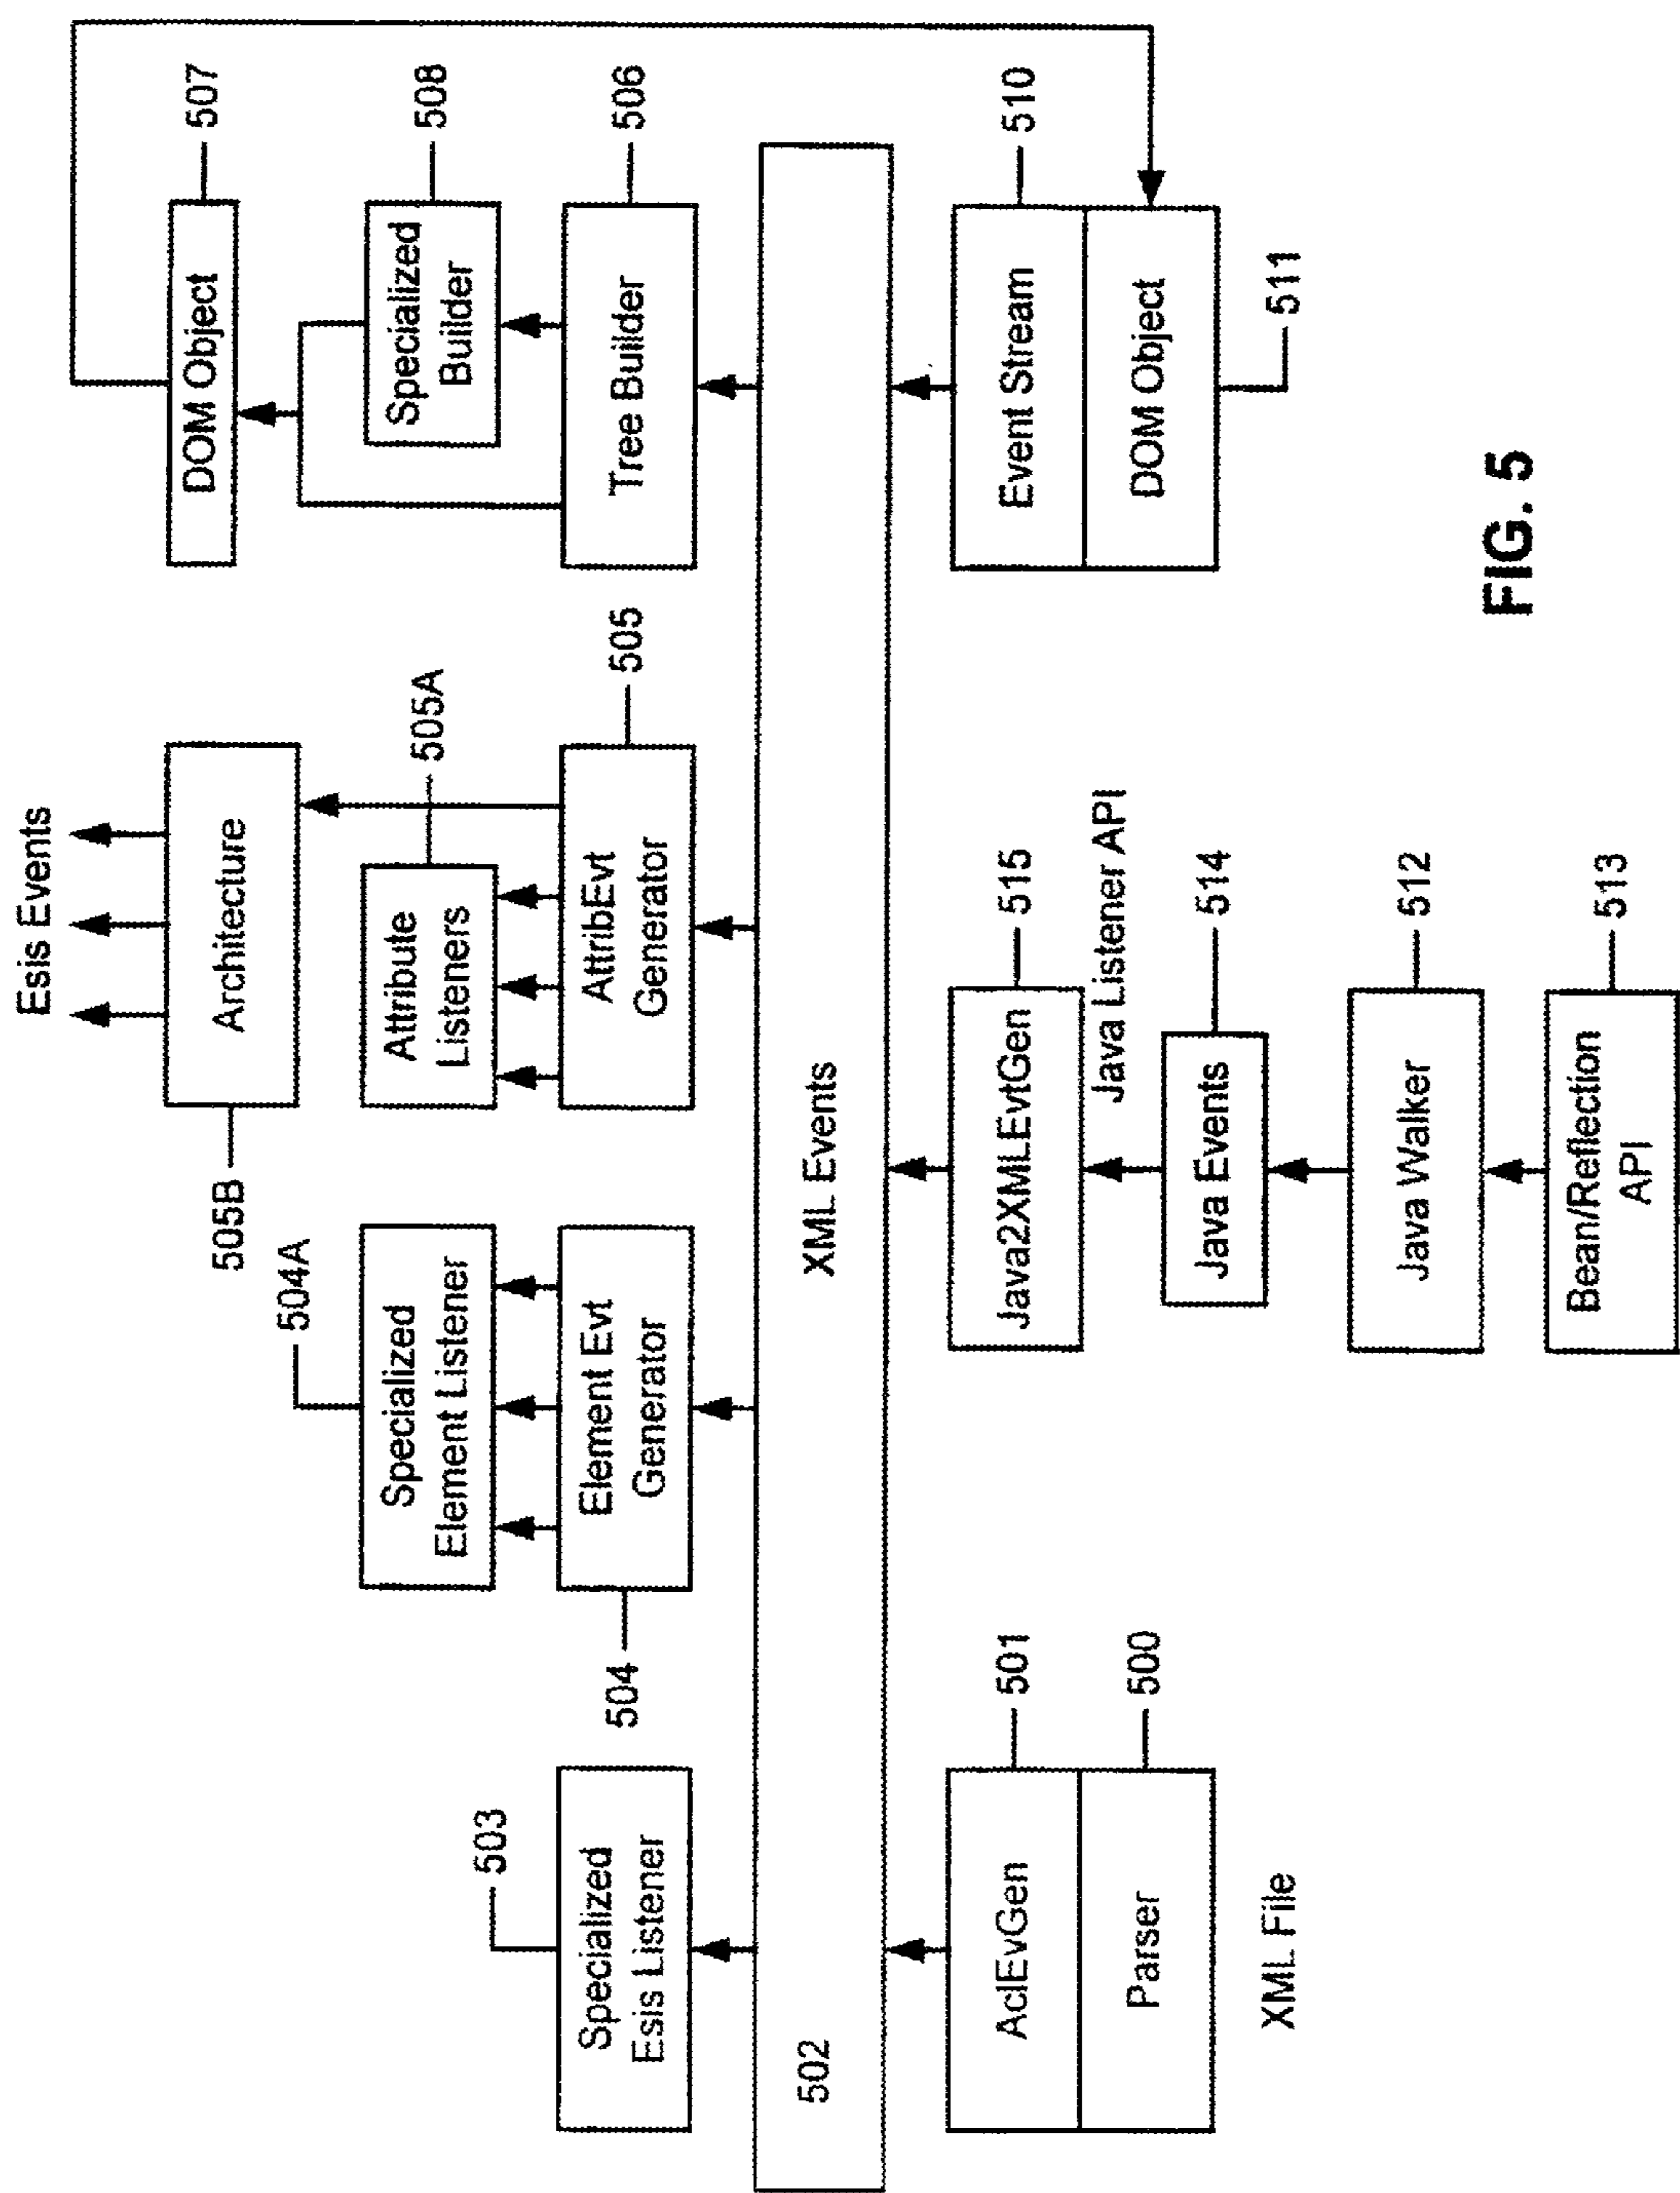 Esis Events
Architecture
505B
DOM Object
507
504A
Specialized
Element Listener
Attribute
Listeners
505A
Specialized
Builder
508
503
Specialized
Esis Listener
504
Element Evt
Generator
AttribEvt
Generator
505
Tree Builder
506
502
XML Events
AclEvGen
501
Parser
500
XML File
Java2XMLEvtGen
515
Java Listener API
Java Events
514
Java Walker
512
Bean/Reflection
API
513
Event Stream
510
DOM Object
511
FIG. 5